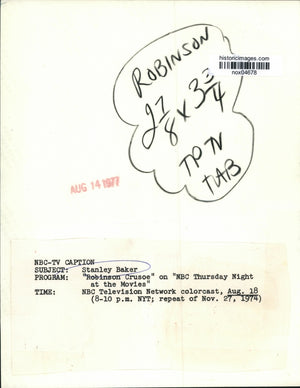 historicimages.com
nox04678
ROBINSON
2 7/8 x 3 3/4
TPTV
TAB
AUG 14 1977
NBC-TV CAPTION
SUBJECT: Stanley Baker
PROGRAM: "Robinson Crusoe" on "NBC Thursday Night
at the Movies"
TIME: NBC Television Network colorcast, Aug. 18
(8-10 p.m. NYT; repeat of Nov. 27, 1974)